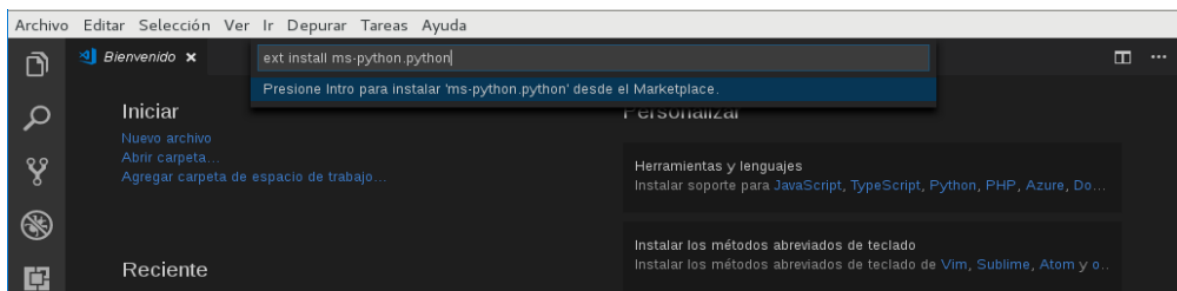 Archivo Editar Selección Ver Ir Depurar Tareas Ayuda
Bienvenido
ext install ms-python.python
Presione Intro para instalar 'ms-python.python' desde el Marketplace.
Iniciar
Nuevo archivo
Abrir carpeta...
Agregar carpeta de espacio de trabajo...
Reciente
Personalizar
Herramientas y lenguajes
Instalar soporte para JavaScript, TypeScript, Python, PHP, Azure, Do...
Instalar los métodos abreviados de teclado
Instalar los métodos abreviados de teclado de Vim, Sublime, Atom y o..